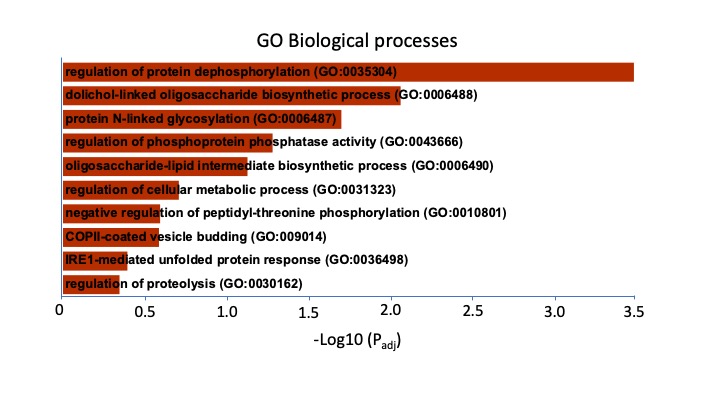 GO Biological processes
regulation of protein dephosphorylation (GO:0035304)
dolichol-linked oligosaccharide biosynthetic process (GO:0006488)
protein N-linked glycosylation (GO:0006487)
regulation of phosphoprotein phosphatase activity (GO:0043666)
oligosaccharide-lipid intermediate biosynthetic process (GO:0006490)
regulation of cellular metabolic process (GO:0031323)
negative regulation of peptidyl-threonine phosphorylation (GO:0010801)
COPII-coated vesicle budding (GO:009014)
IRE1-mediated unfolded protein response (GO:0036498)
regulation of proteolysis (GO:0030162)
0 0.5 1.0 1.5 2.0 2.5 3.0 3.5
-Log10 (Padj)